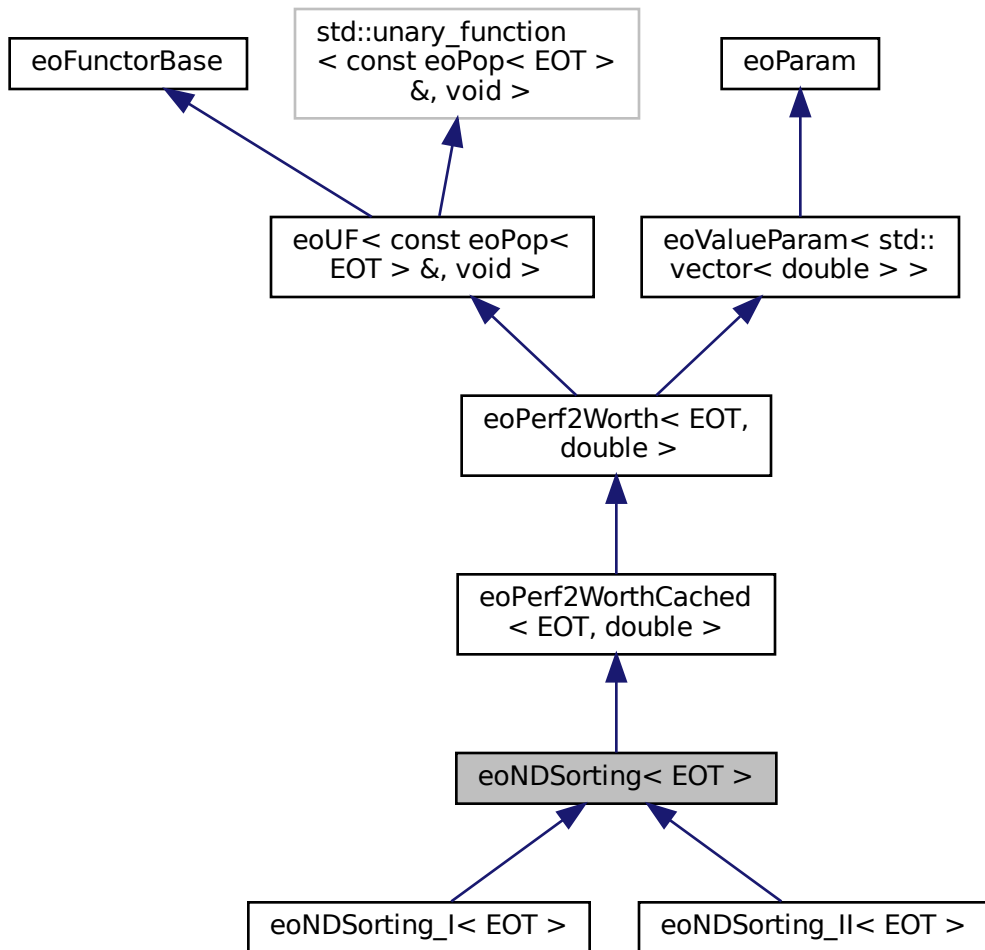 std::unary_function
< const eoPop< EOT >
&, void >
eoFunctorBase
eoParam
eoUF< const eoPop<
EOT > &, void >
eoValueParam< std::
vector< double > >
eoPerf2Worth< EOT,
double >
eoPerf2WorthCached
< EOT, double >
eoNDSorting< EOT >
eoNDSorting_I< EOT >
eoNDSorting_II< EOT >